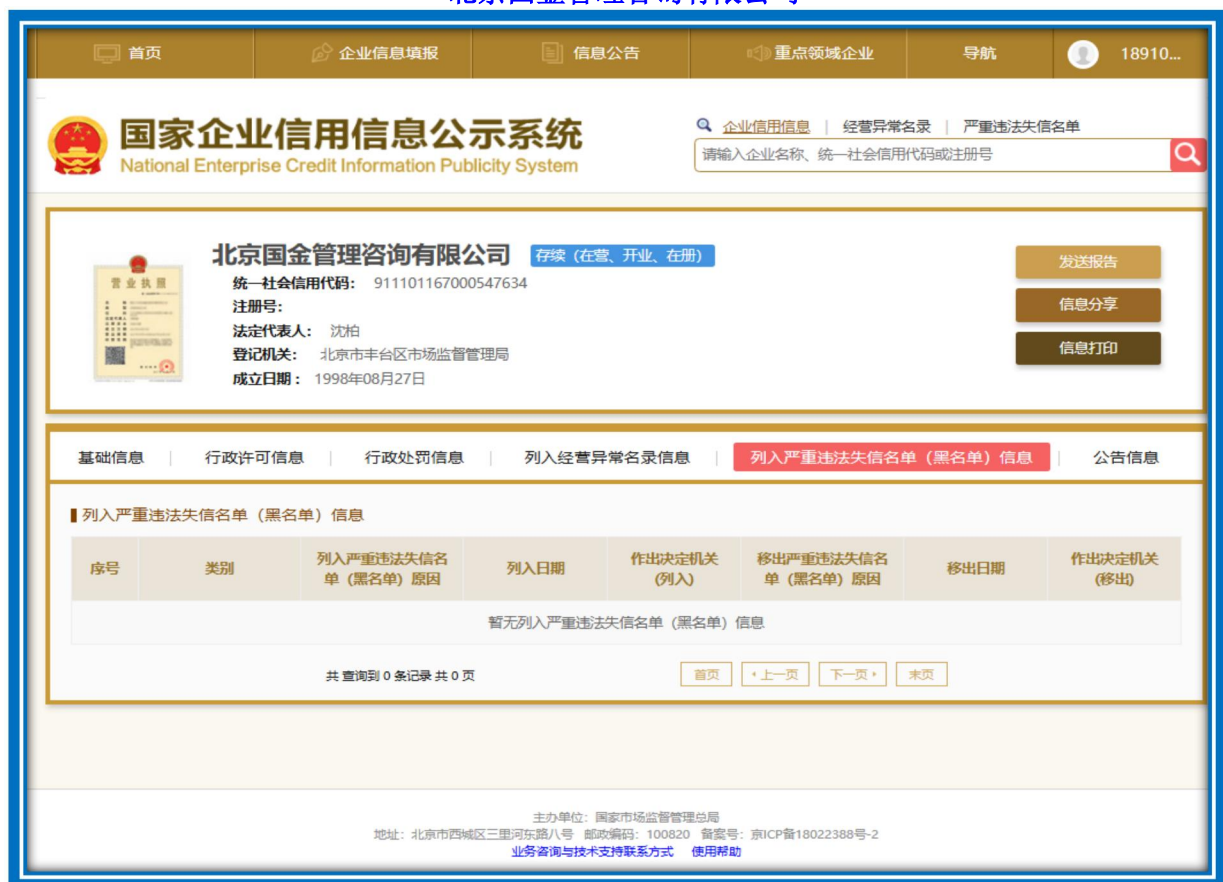 北京国金管理咨询有限公司
首页 企业信息填报 信息公告 重点领域企业 导航 18910...
企业信用信息 | 经营异常名录 | 严重违法失信名单
国家企业信用信息公示系统
National Enterprise Credit Information Publicity System
请输入企业名称、统一社会信用代码或注册号
北京国金管理咨询有限公司 存续（在营、开业、在册）
营业执照
统一社会信用代码： 911101167000547634
注册号：
法定代表人： 沈柏
登记机关： 北京市丰台区市场监督管理局
成立日期： 1998年08月27日
发送报告
信息分享
信息打印
基础信息 | 行政许可信息 | 行政处罚信息 | 列入经营异常名录信息 | 列入严重违法失信名单（黑名单）信息 | 公告信息
列入严重违法失信名单（黑名单）信息
序号 类别 列入严重违法失信名单（黑名单）原因 列入日期 作出决定机关(列入) 移出严重违法失信名单（黑名单）原因 移出日期 作出决定机关(移出)
暂无列入严重违法失信名单（黑名单）信息
共 查询到 0 条记录 共 0 页 首页 上一页 下一页 末页
主办单位：国家市场监督管理总局
地址：北京市西城区三里河东路八号 邮政编码：100820 备案号：京ICP备18022388号-2
业务咨询与技术支持联系方式 使用帮助